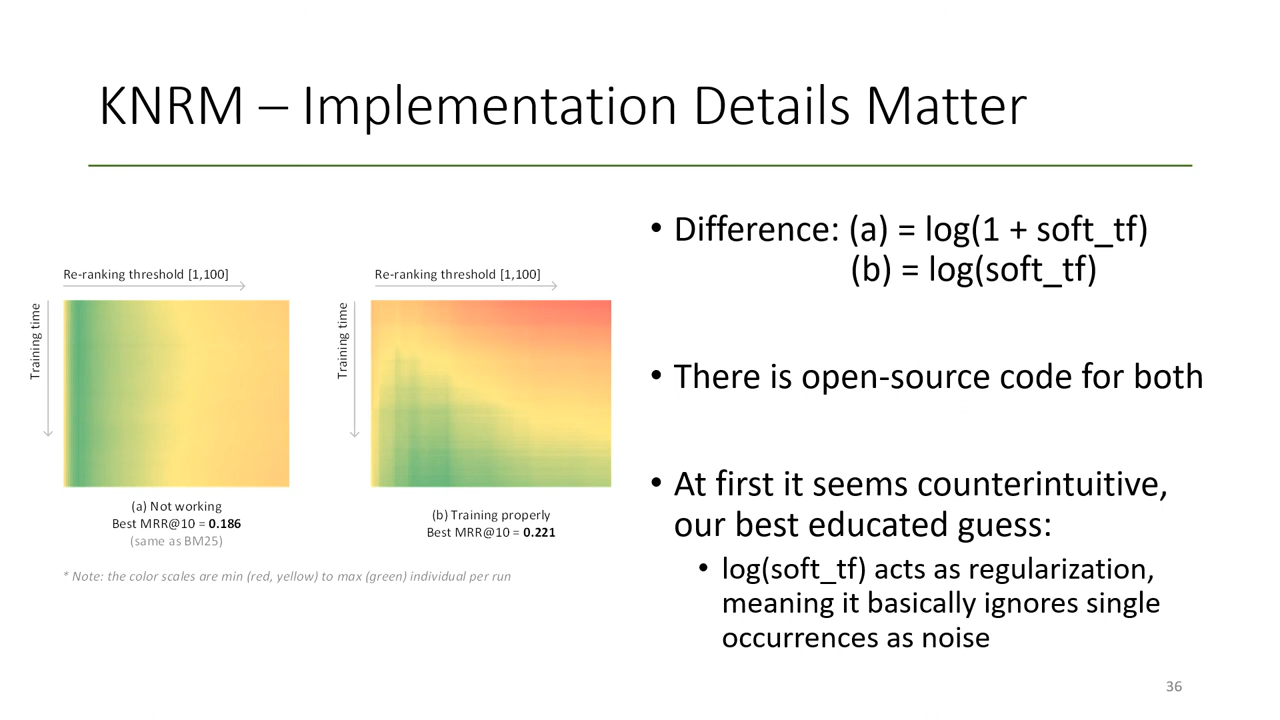 KNRM – Implementation Details Matter
Re-ranking threshold [1,100]
Training time
(a) Not working
Best MRR@10 = 0.186
(same as BM25)
Re-ranking threshold [1,100]
Training time
(b) Training properly
Best MRR@10 = 0.221
* Note: the color scales are min (red, yellow) to max (green) individual per run
• Difference: (a) = log(1 + soft_tf)
(b) = log(soft_tf)
• There is open-source code for both
• At first it seems counterintuitive,
our best educated guess:
• log(soft_tf) acts as regularization,
meaning it basically ignores single
occurrences as noise
36